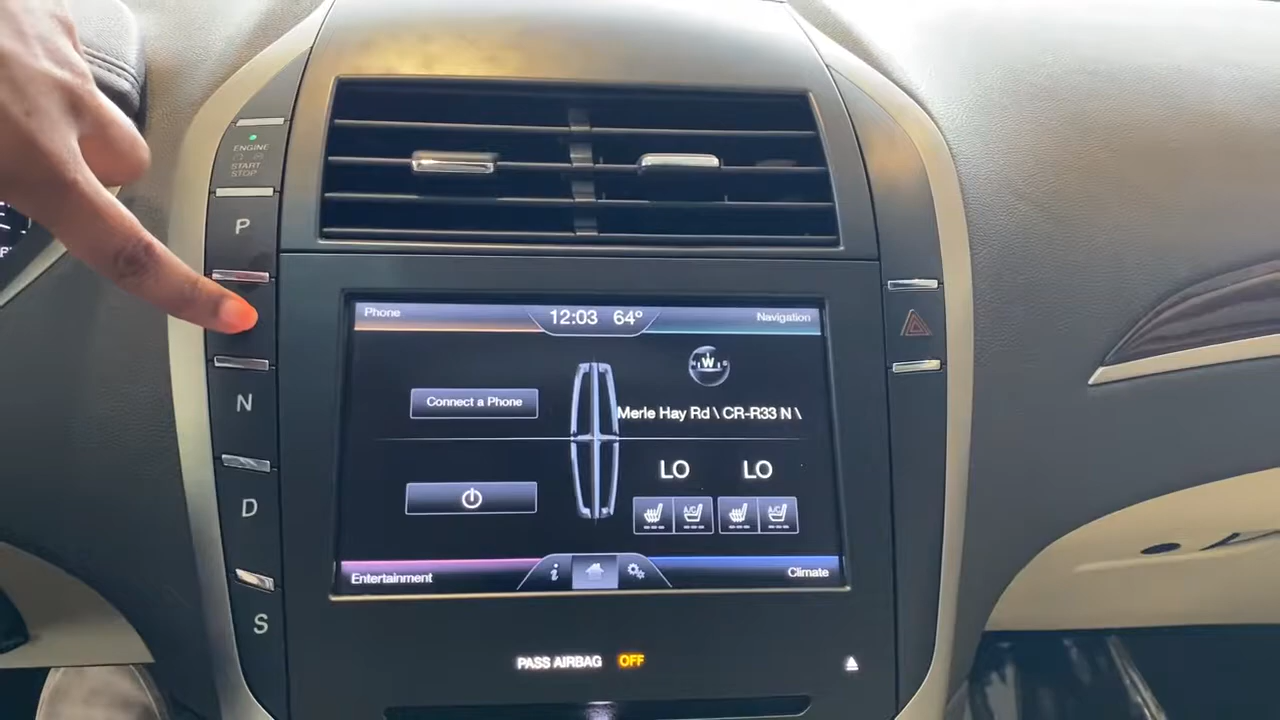 ENGINE
START
STOP
P
N
D
S
Phone
12:03 64°
Navigation
W
Connect a Phone
Merle Hay Rd \ CR-R33 N \
LO LO
A/C A/C
Entertainment
i
Climate
PASS AIRBAG OFF